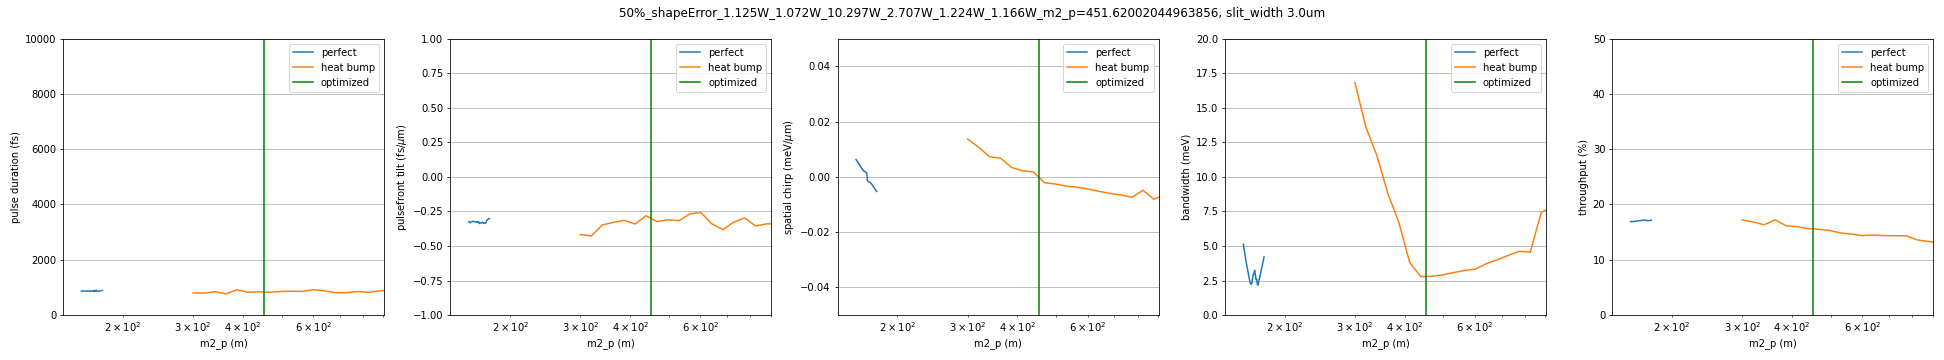 50%_shapeError_1.125W_1.072W_10.297W_2.707W_1.224W_1.166W_m2_p=451.62002044963856, slit_width 3.0um
pulse duration (fs)
10000
8000
6000
4000
2000
0
perfect
heat bump
optimized
2 × 10²
3 × 10²
4 × 10²
6 × 10²
m2_p (m)
pulsefront tilt (fs/μm)
1.00
0.75
0.50
0.25
0.00
−0.25
−0.50
−0.75
−1.00
perfect
heat bump
optimized
2 × 10²
3 × 10²
4 × 10²
6 × 10²
m2_p (m)
spatial chirp (meV/μm)
0.04
0.02
0.00
−0.02
−0.04
perfect
heat bump
optimized
2 × 10²
3 × 10²
4 × 10²
6 × 10²
m2_p (m)
bandwidth (meV)
20.0
17.5
15.0
12.5
10.0
7.5
5.0
2.5
0.0
perfect
heat bump
optimized
2 × 10²
3 × 10²
4 × 10²
6 × 10²
m2_p (m)
throughput (%)
50
40
30
20
10
0
perfect
heat bump
optimized
2 × 10²
3 × 10²
4 × 10²
6 × 10²
m2_p (m)